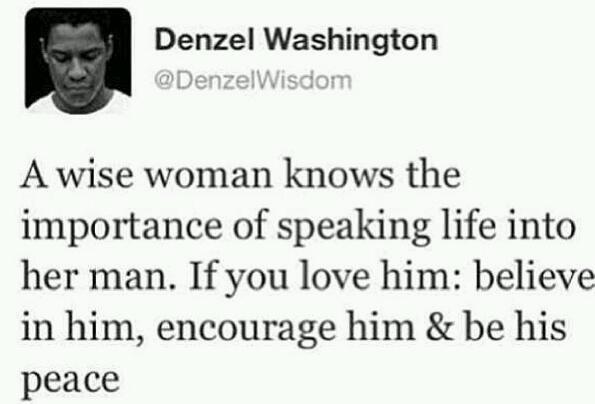 Denzel Washington
@DenzelWisdom
A wise woman knows the
importance of speaking life into
her man. If you love him: believe
in him, encourage him & be his
peace